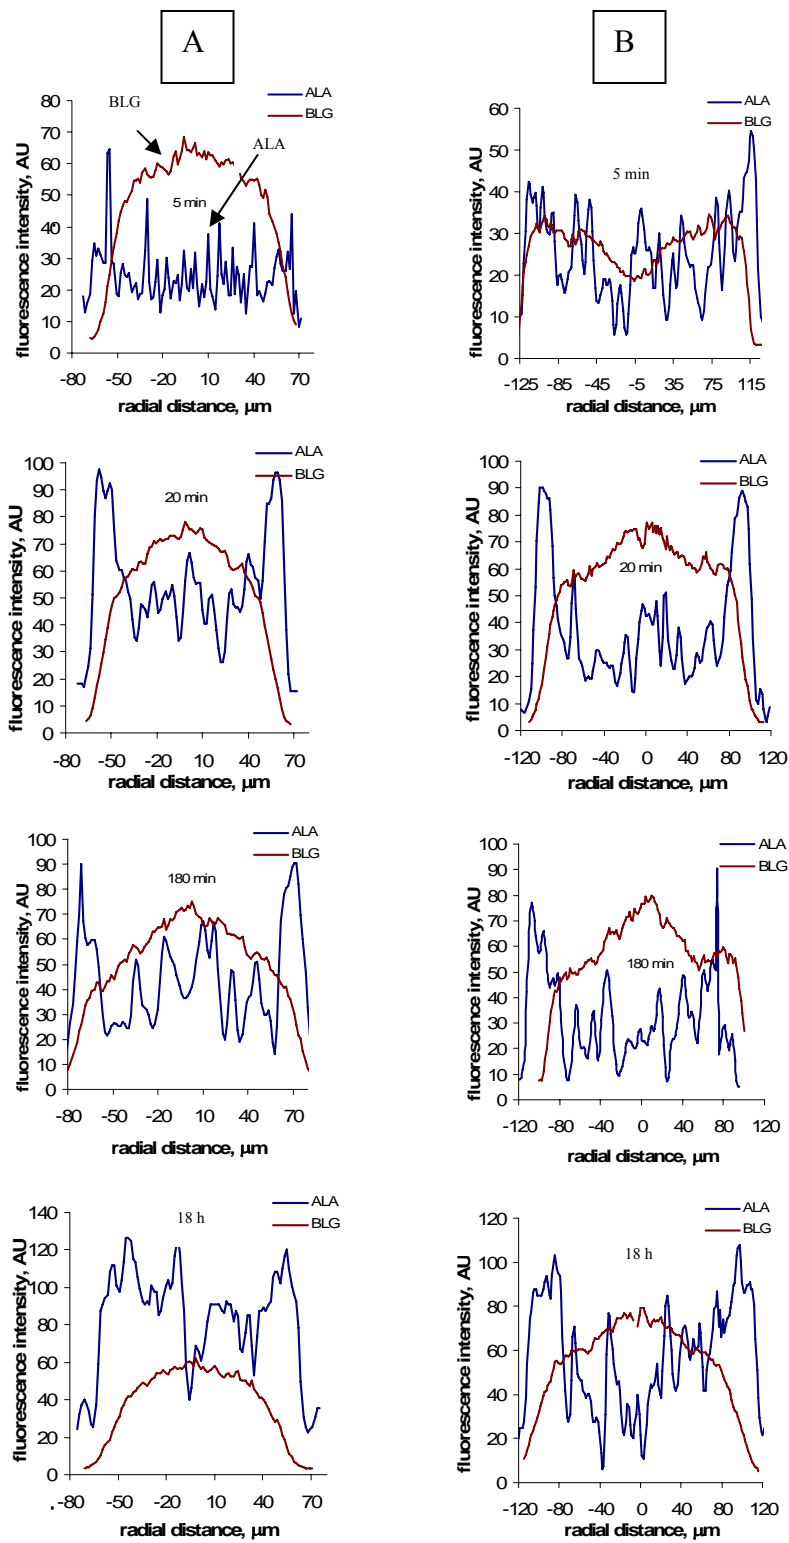 A
B
ALA
BLG
BLG
ALA
5 min
fluorescence intensity, AU
80
70
60
50
40
30
20
10
0
-80 -50 -20 10 40 70
radial distance, µm
ALA
BLG
5 min
fluorescence intensity, AU
60
50
40
30
20
10
0
-125 -85 -45 -5 35 75 115
radial distance, µm
ALA
BLG
20 min
fluorescence intensity, AU
100
90
80
70
60
50
40
30
20
10
0
-80 -50 -20 10 40 70
radial distance, µm
ALA
BLG
20 min
fluorescence intensity, AU
100
90
80
70
60
50
40
30
20
10
0
-120 -80 -40 0 40 80 120
radial distance, µm
ALA
BLG
180 min
fluorescence intensity, AU
100
90
80
70
60
50
40
30
20
10
0
-80 -50 -20 10 40 70
radial distance, µm
ALA
BLG
180 min
fluorescence intensity, AU
100
90
80
70
60
50
40
30
20
10
0
-120 -80 -40 0 40 80 120
radial distance, µm
ALA
BLG
18 h
fluorescence intensity, AU
140
120
100
80
60
40
20
0
.-80 -50 -20 10 40 70
radial distance, µm
ALA
BLG
18 h
fluorescence intensity, AU
120
100
80
60
40
20
0
-120 -80 -40 0 40 80 120
radial distance, µm